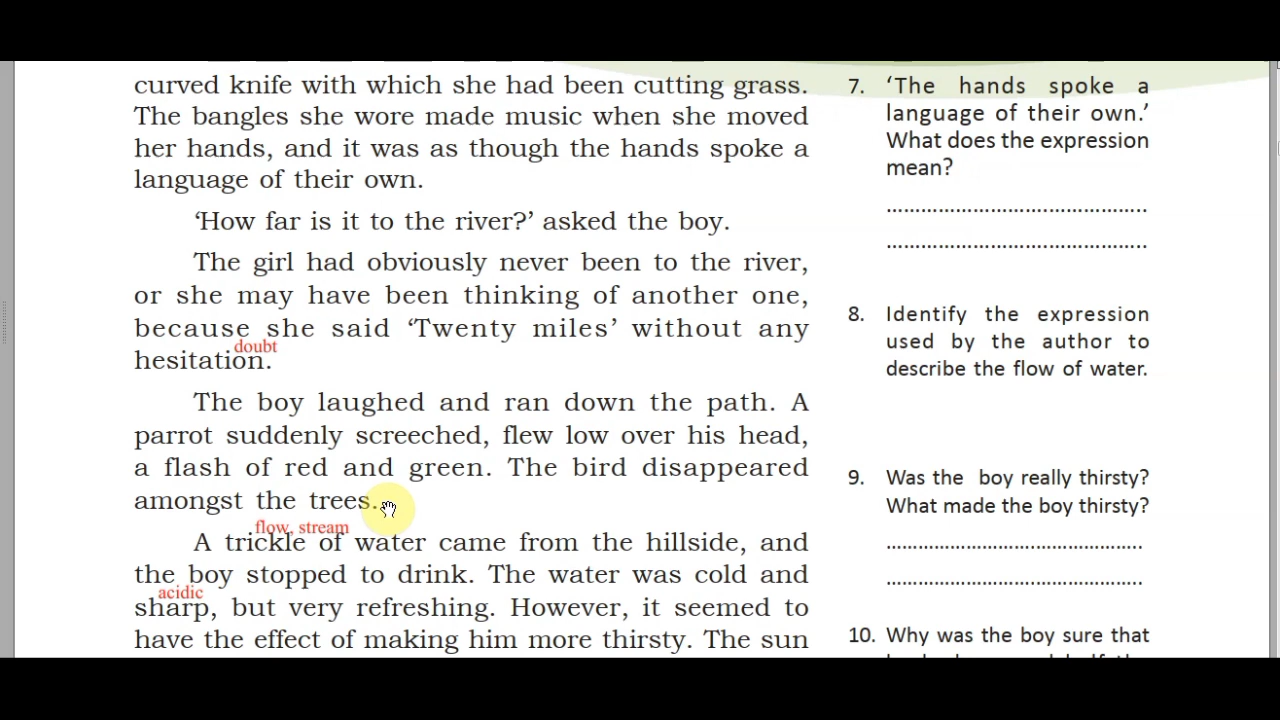 curved knife with which she had been cutting grass.
The bangles she wore made music when she moved
her hands, and it was as though the hands spoke a
language of their own.
‘How far is it to the river?’ asked the boy.
The girl had obviously never been to the river,
or she may have been thinking of another one,
because she said ‘Twenty miles’ without any
doubt
hesitation.
The boy laughed and ran down the path. A
parrot suddenly screeched, flew low over his head,
a flash of red and green. The bird disappeared
amongst the trees.
flow, stream
A trickle of water came from the hillside, and
the boy stopped to drink. The water was cold and
acidic
sharp, but very refreshing. However, it seemed to
have the effect of making him more thirsty. The sun
7. ‘The hands spoke a
language of their own.’
What does the expression
mean?
................................................
................................................
8. Identify the expression
used by the author to
describe the flow of water.
9. Was the boy really thirsty?
What made the boy thirsty?
................................................
................................................
10. Why was the boy sure that